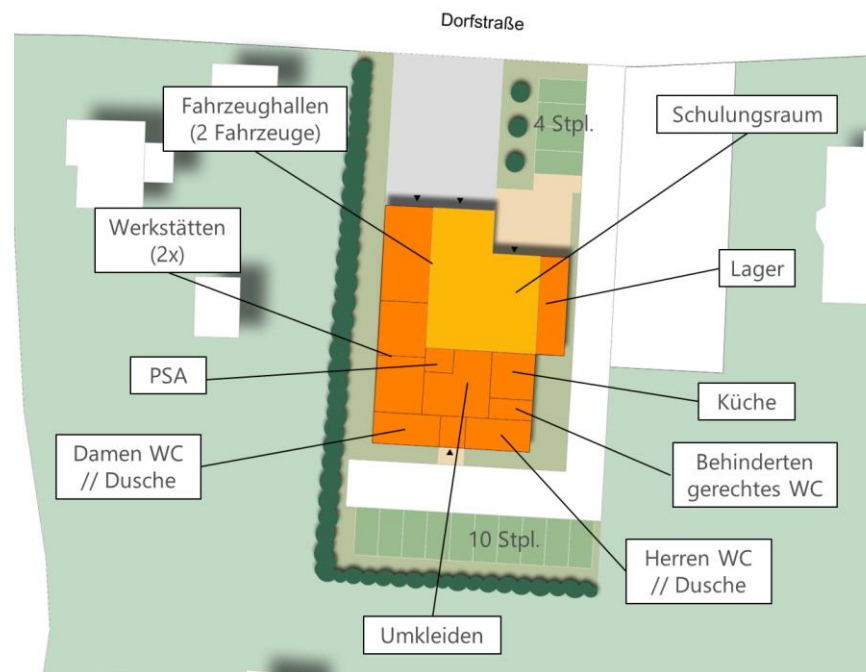 Dorfstraße
Fahrzeughallen
(2 Fahrzeuge)
Schulungsraum
4 Stpl.
Werkstätten
(2x)
Lager
PSA
Küche
Damen WC
// Dusche
Behinderten
gerechtes WC
10 Stpl.
Herren WC
// Dusche
Umkleiden